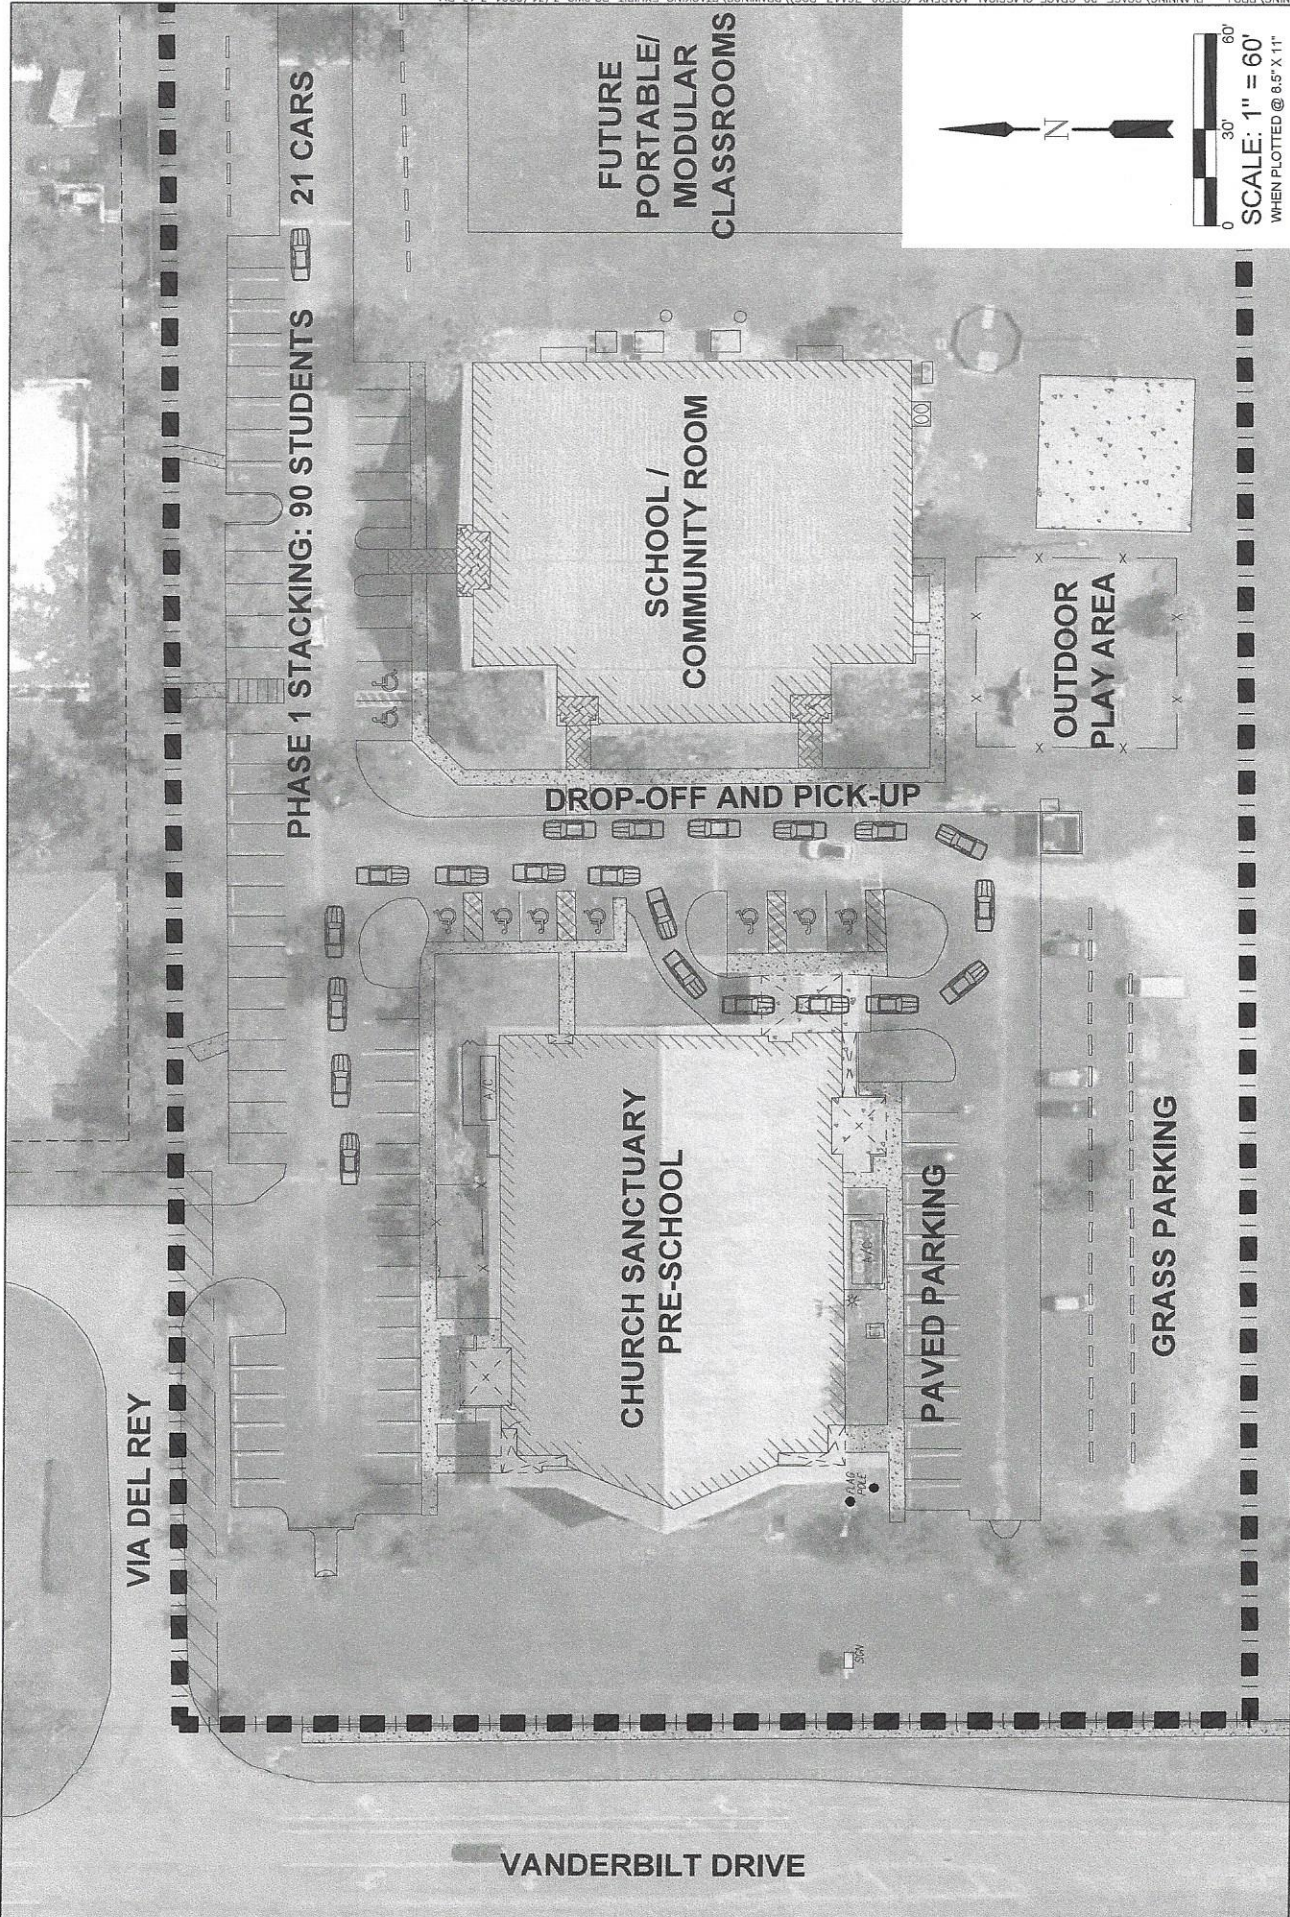 VIA DEL REY
PHASE 1 STACKING: 90 STUDENTS
21 CARS
FUTURE
PORTABLE/
MODULAR
CLASSROOMS
SCHOOL /
COMMUNITY ROOM
DROP-OFF AND PICK-UP
OUTDOOR
PLAY AREA
CHURCH SANCTUARY
PRE-SCHOOL
A/C
PAVED PARKING
GRASS PARKING
FLAG
POLE
SIGN
VANDERBILT DRIVE
N
0
30'
60'
SCALE: 1" = 60'
WHEN PLOTTED @ 8.5" X 11"